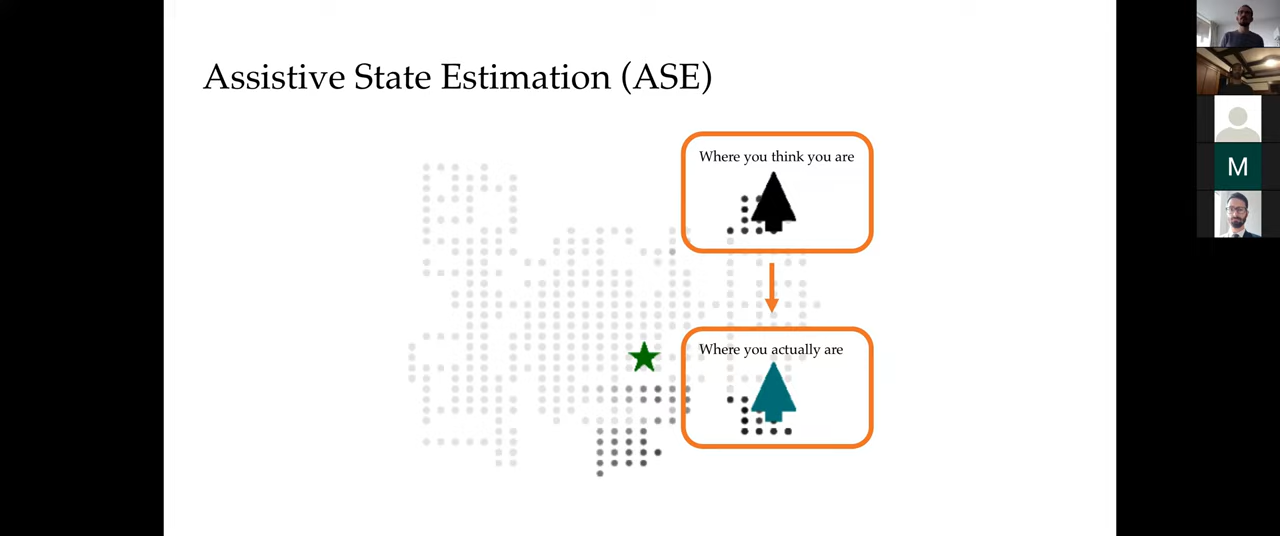 Assistive State Estimation (ASE)
Where you think you are
Where you actually are
M